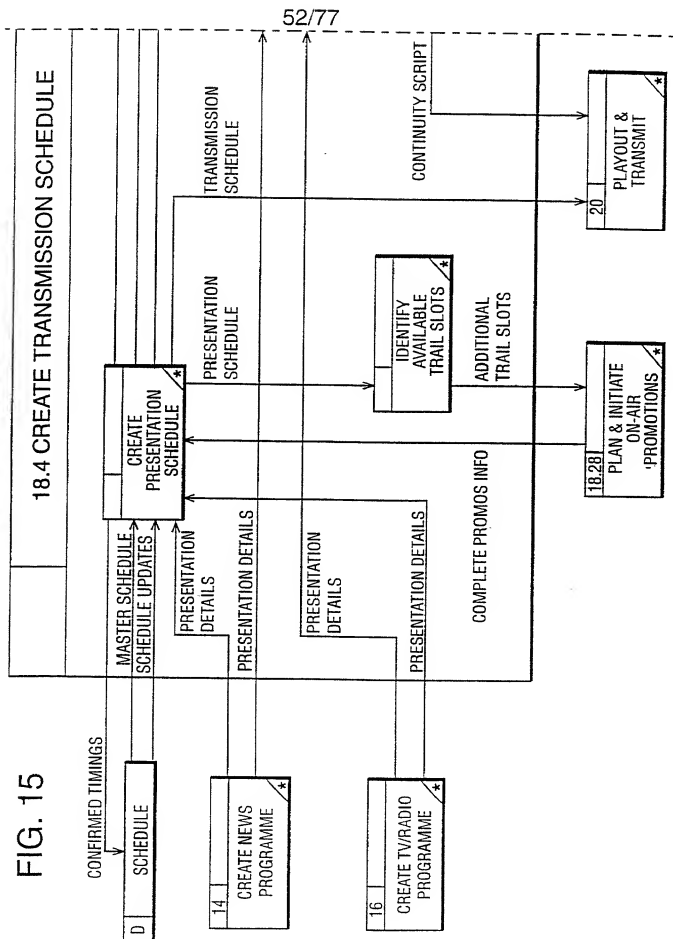 52/77
FIG. 15
18.4 CREATE TRANSMISSION SCHEDULE
CONFIRMED TIMINGS
MASTER SCHEDULE
SCHEDULE UPDATES
D
SCHEDULE
CREATE
PRESENTATION
SCHEDULE
*
PRESENTATION
DETAILS
PRESENTATION DETAILS
14
CREATE NEWS
PROGRAMME
*
PRESENTATION
DETAILS
PRESENTATION DETAILS
16
CREATE TV/RADIO
PROGRAMME
*
PRESENTATION
SCHEDULE
TRANSMISSION
SCHEDULE
IDENTIFY
AVAILABLE
TRAIL SLOTS
*
CONTINUITY SCRIPT
COMPLETE PROMOS INFO
ADDITIONAL
TRAIL SLOTS
18.28
PLAN & INITIATE
ON-AIR
'PROMOTIONS
*
20
PLAYOUT &
TRANSMIT
*